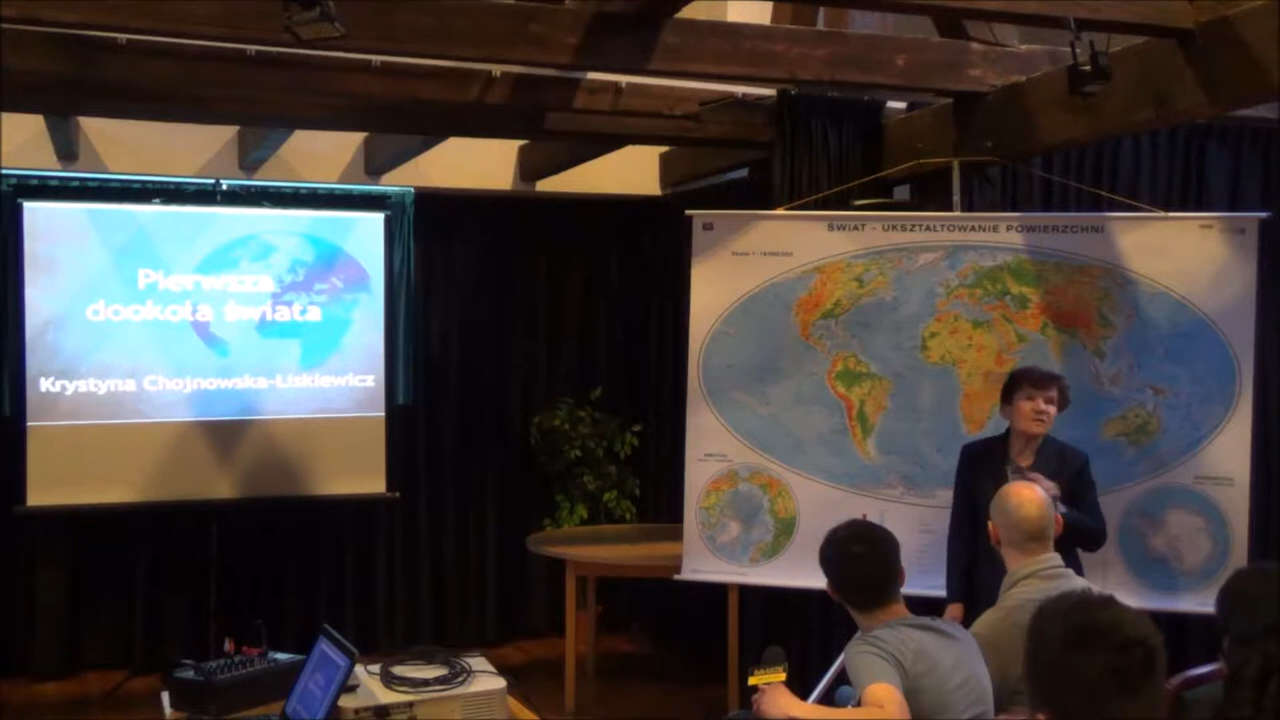 Pierwsza
dookoła świata
Krystyna Chojnowska-Liskiewicz
ŚWIAT - UKSZTAŁTOWANIE POWIERZCHNI